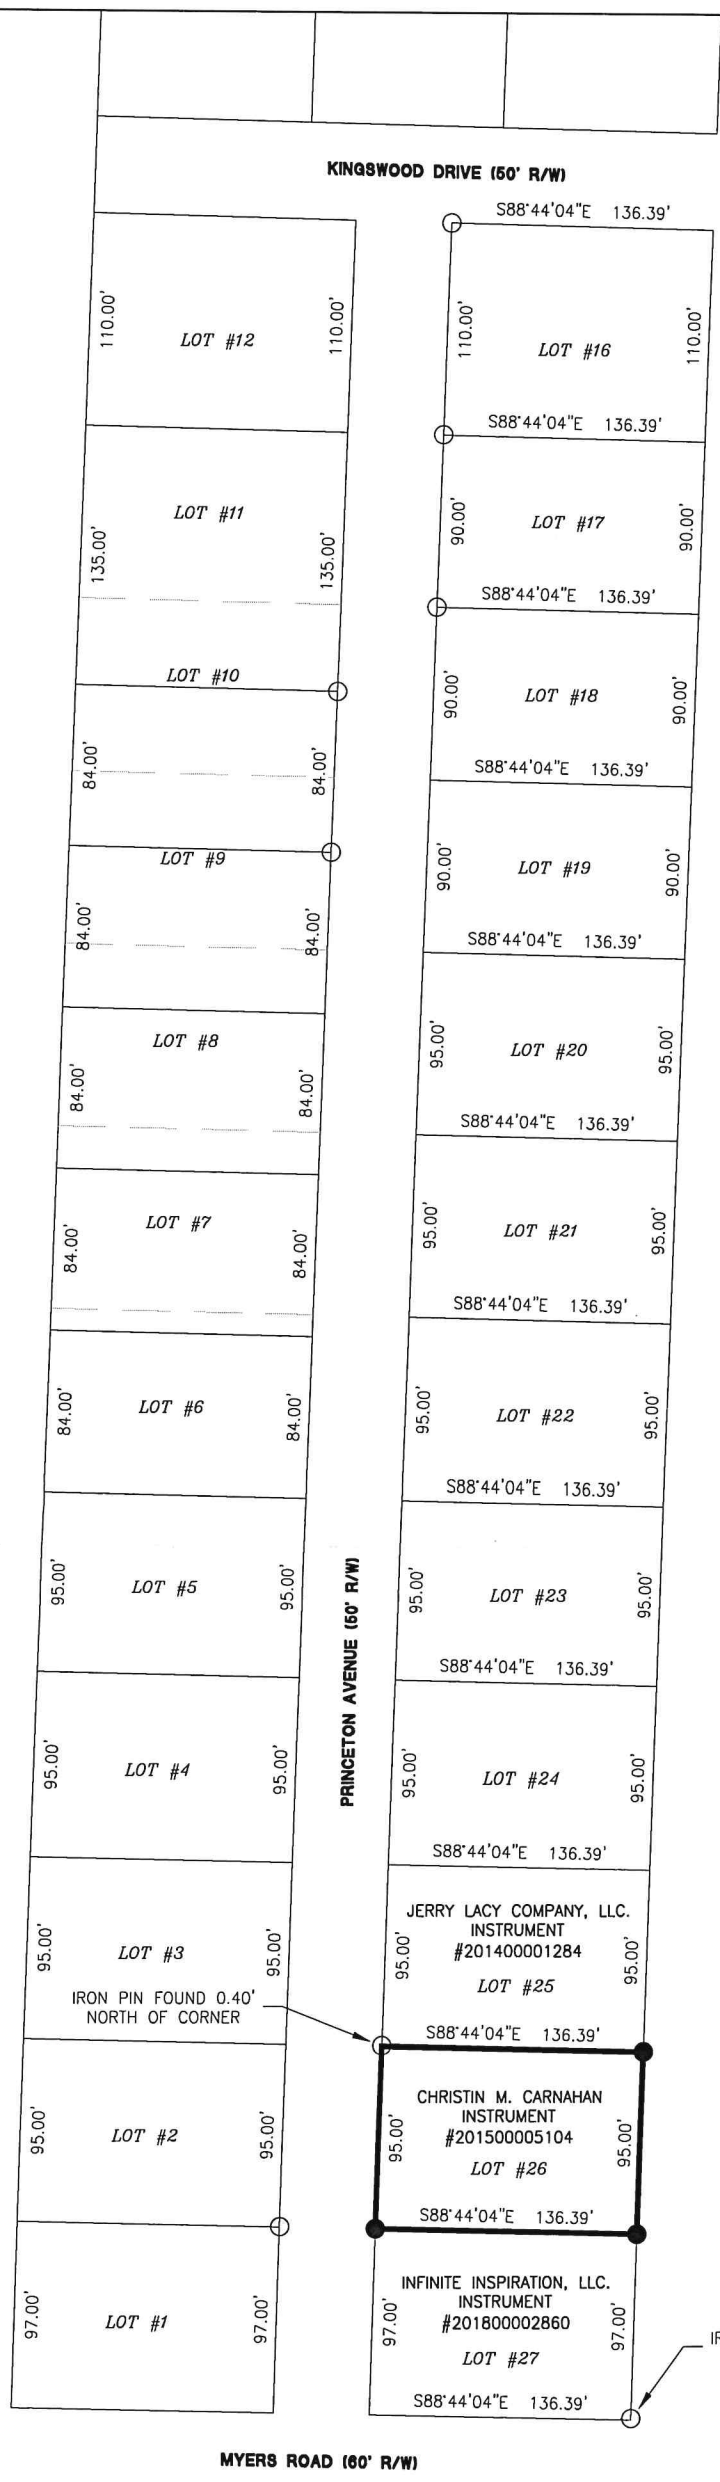 KINGSWOOD DRIVE (50' R/W)
S88°44'04"E 136.39'
110.00'
LOT #12
110.00'
110.00'
LOT #16
110.00'
S88°44'04"E 136.39'
135.00'
LOT #11
135.00'
90.00'
LOT #17
90.00'
S88°44'04"E 136.39'
LOT #10
90.00'
LOT #18
90.00'
84.00'
84.00'
S88°44'04"E 136.39'
LOT #9
90.00'
LOT #19
90.00'
84.00'
84.00'
S88°44'04"E 136.39'
84.00'
LOT #8
84.00'
95.00'
LOT #20
95.00'
S88°44'04"E 136.39'
84.00'
LOT #7
84.00'
95.00'
LOT #21
95.00'
S88°44'04"E 136.39'
84.00'
LOT #6
84.00'
95.00'
LOT #22
95.00'
S88°44'04"E 136.39'
95.00'
LOT #5
95.00'
PRINCETON AVENUE (50' R/W)
95.00'
LOT #23
95.00'
S88°44'04"E 136.39'
95.00'
LOT #4
95.00'
95.00'
LOT #24
95.00'
S88°44'04"E 136.39'
95.00'
LOT #3
95.00'
JERRY LACY COMPANY, LLC.
INSTRUMENT
#201400001284
95.00'
LOT #25
95.00'
IRON PIN FOUND 0.40'
NORTH OF CORNER
S88°44'04"E 136.39'
95.00'
LOT #2
95.00'
CHRISTIN M. CARNAHAN
INSTRUMENT
#201500005104
95.00'
LOT #26
95.00'
S88°44'04"E 136.39'
97.00'
LOT #1
97.00'
INFINITE INSPIRATION, LLC.
INSTRUMENT
#201800002860
97.00'
LOT #27
97.00'
IR
S88°44'04"E 136.39'
MYERS ROAD (60' R/W)